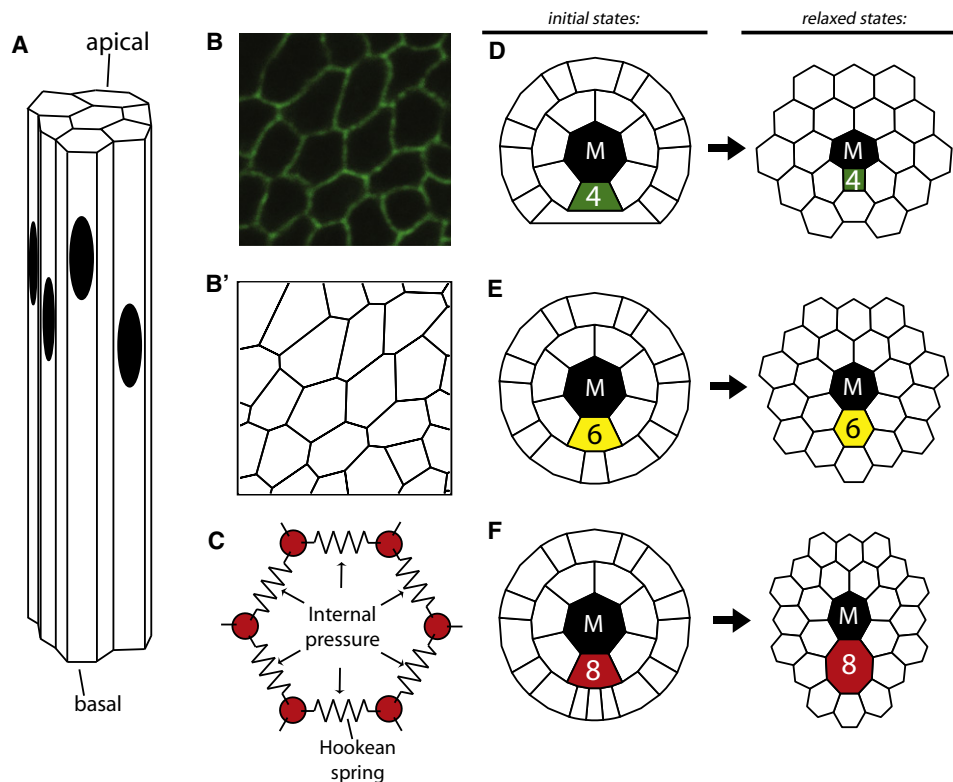 initial states:
relaxed states:
A
apical
basal
B
B'
C
Internal
pressure
Hookean
spring
D
M
4
M
4
E
M
6
M
6
F
M
8
M
8